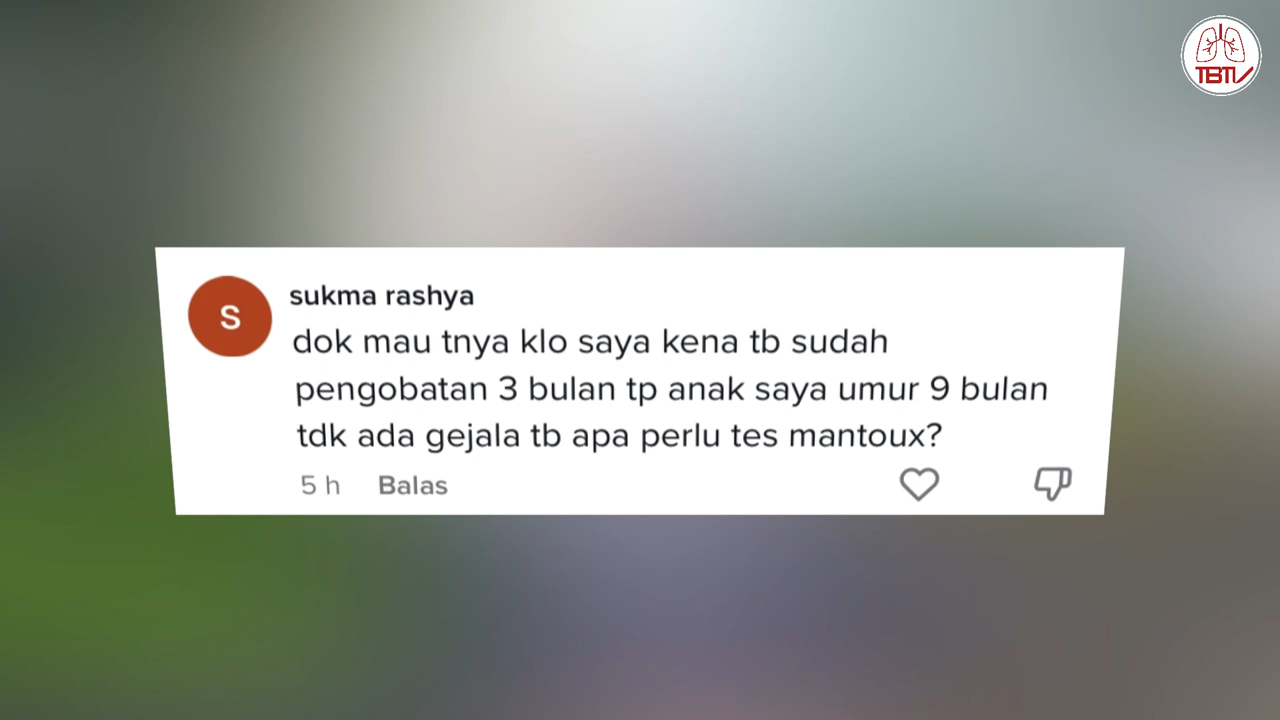 TBTV
sukma rashya
dok mau tnya klo saya kena tb sudah
pengobatan 3 bulan tp anak saya umur 9 bulan
tdk ada gejala tb apa perlu tes mantoux?
5 h Balas